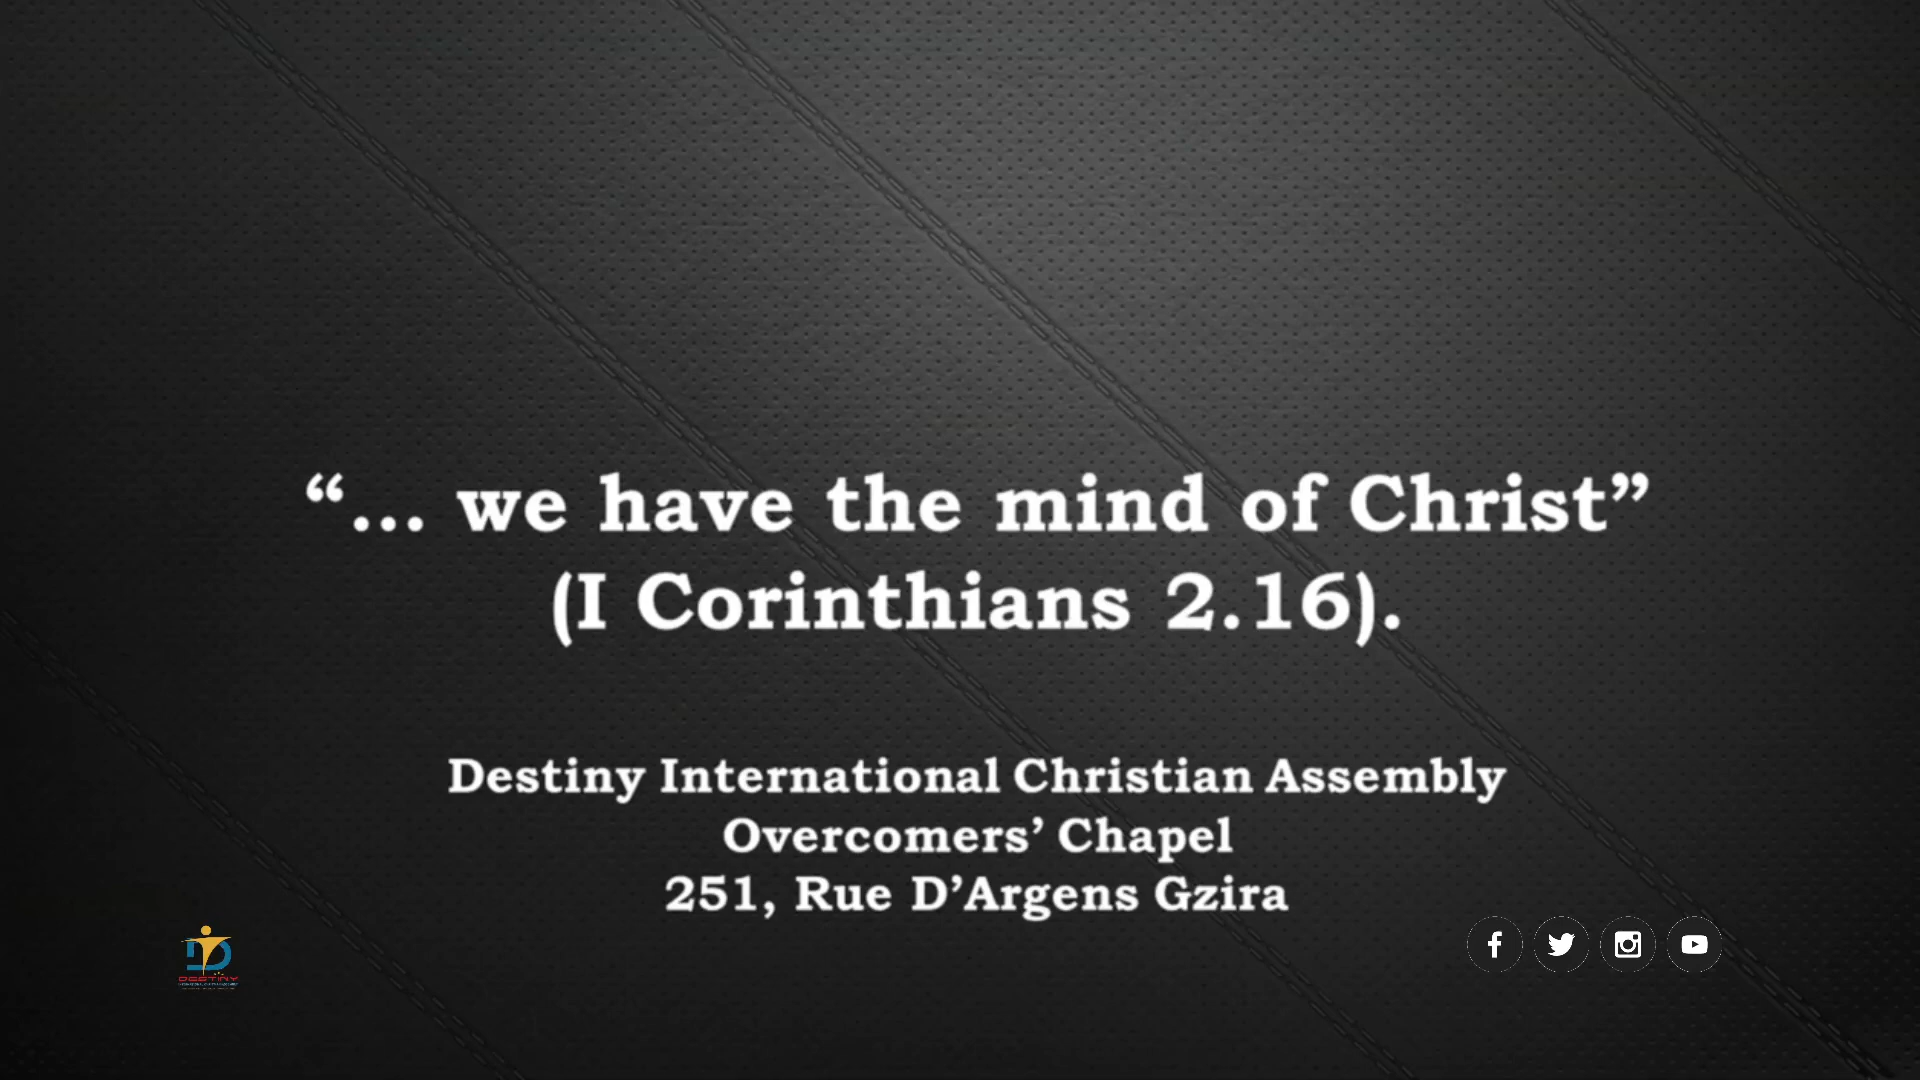 “... we have the mind of Christ”
(I Corinthians 2.16).
Destiny International Christian Assembly
Overcomers’ Chapel
251, Rue D’Argens Gzira
DESTINY